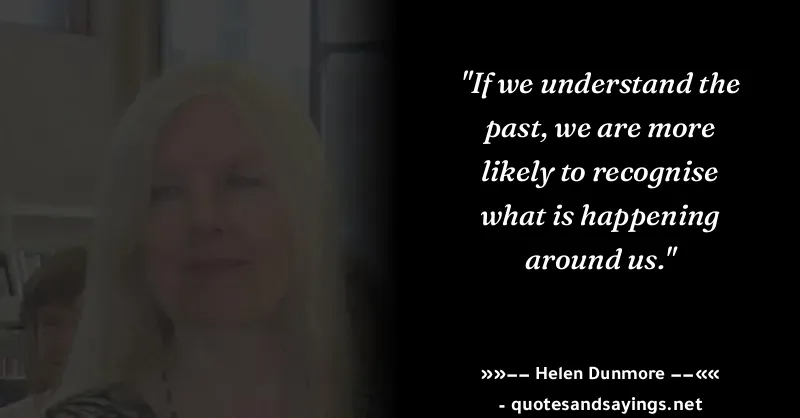 "If we understand the
past, we are more
likely to recognise
what is happening
around us."
»»−− Helen Dunmore −−««
- quotesandsayings.net